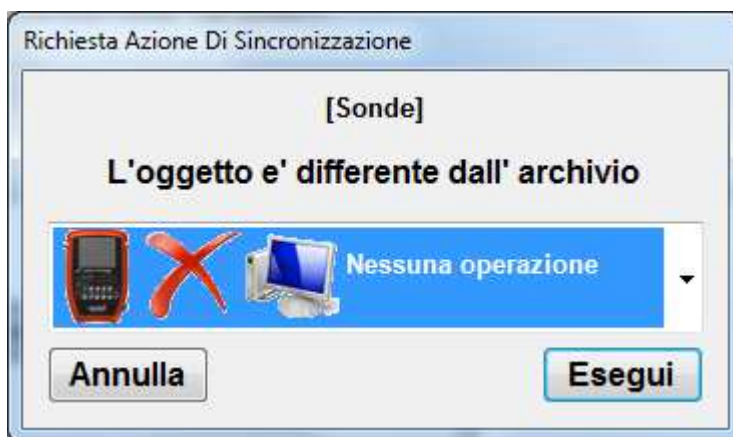 Richiesta Azione Di Sincronizzazione
[Sonde]
L'oggetto e' differente dall' archivio
Nessuna operazione
Annulla
Esegui